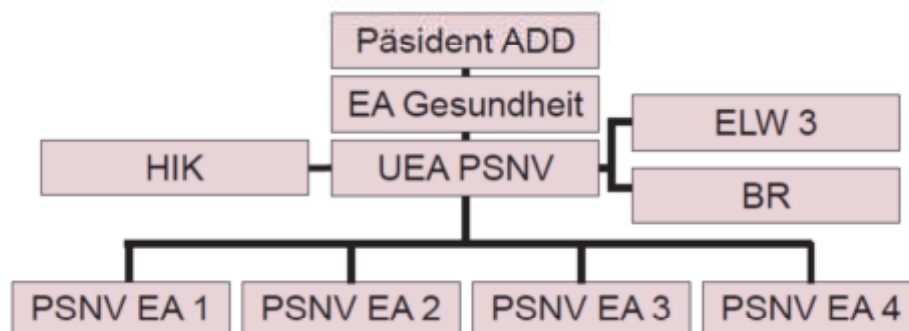 Päsident ADD
EA Gesundheit
ELW 3
HIK
UEA PSNV
BR
PSNV EA 1
PSNV EA 2
PSNV EA 3
PSNV EA 4